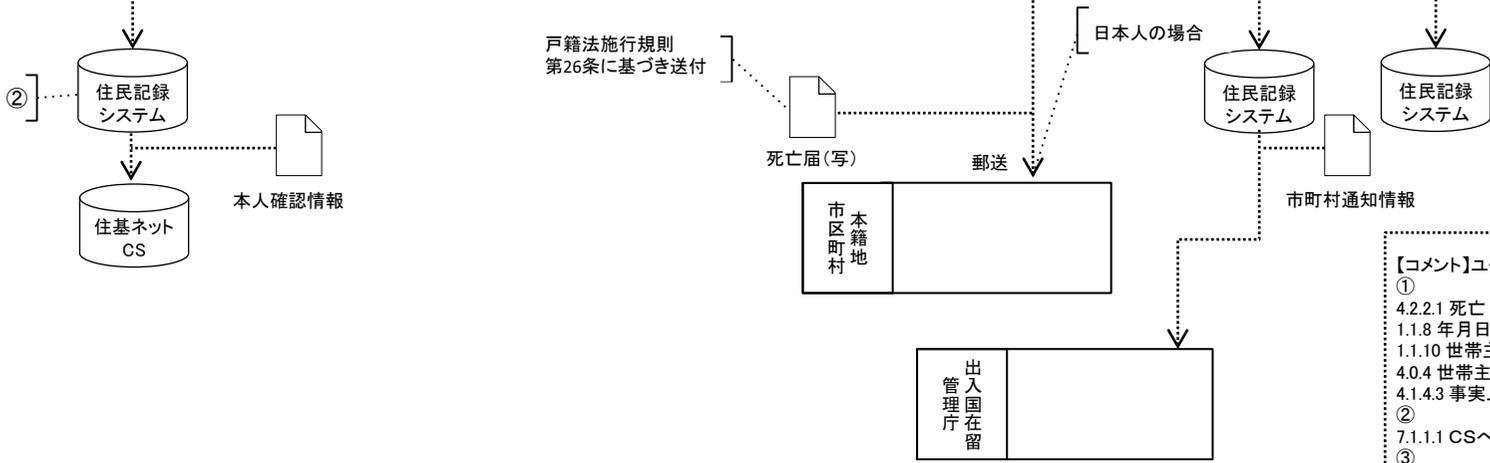 ②
住民記録
システム
本人確認情報
住基ネット
CS
戸籍法施行規則
第26条に基づき送付
死亡届(写)
郵送
日本人の場合
本籍地
市区町村
住民記録
システム
市町村通知情報
出入国在留
管理庁
住民記録
システム
【コメント】ユ
①
4.2.2.1 死亡
1.1.8 年月日
1.1.10 世帯主
4.0.4 世帯主
4.1.4.3 事実
②
7.1.1.1 CSへ
③